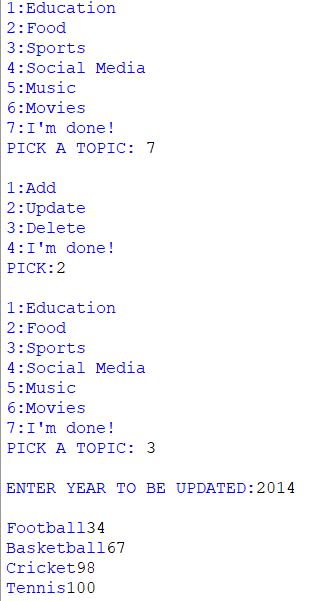 1:Education
2:Food
3:Sports
4:Social Media
5:Music
6:Movies
7:I'm done!
PICK A TOPIC: 7
1:Add
2:Update
3:Delete
4:I'm done!
PICK:2
1:Education
2:Food
3:Sports
4:Social Media
5:Music
6:Movies
7:I'm done!
PICK A TOPIC: 3
ENTER YEAR TO BE UPDATED:2014
Football34
Basketball67
Cricket98
Tennis100